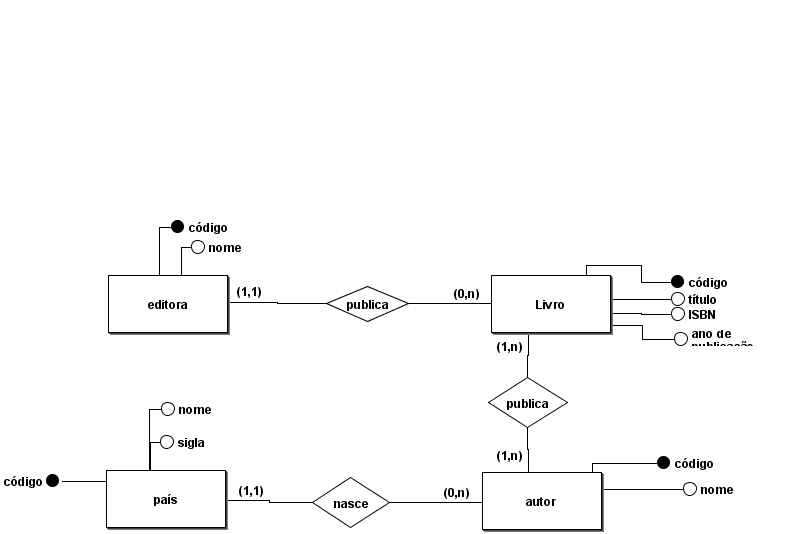 código
nome
editora
(1,1)
publica
(0,n)
Livro
código
título
ISBN
ano de
publicação
(1,n)
publica
(1,n)
nome
sigla
código
país
(1,1)
nasce
(0,n)
autor
código
nome